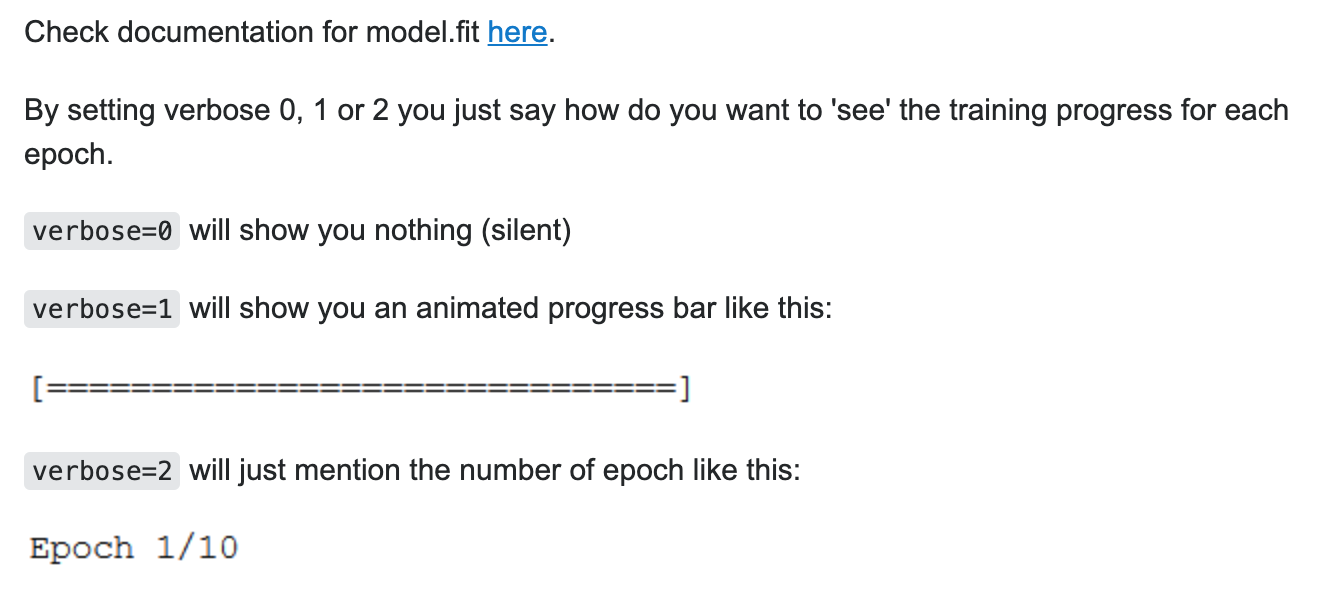 Check documentation for model.fit here.
By setting verbose 0, 1 or 2 you just say how do you want to 'see' the training progress for each
epoch.
verbose=0 will show you nothing (silent)
verbose=1 will show you an animated progress bar like this:
[==============================]
verbose=2 will just mention the number of epoch like this:
Epoch 1/10